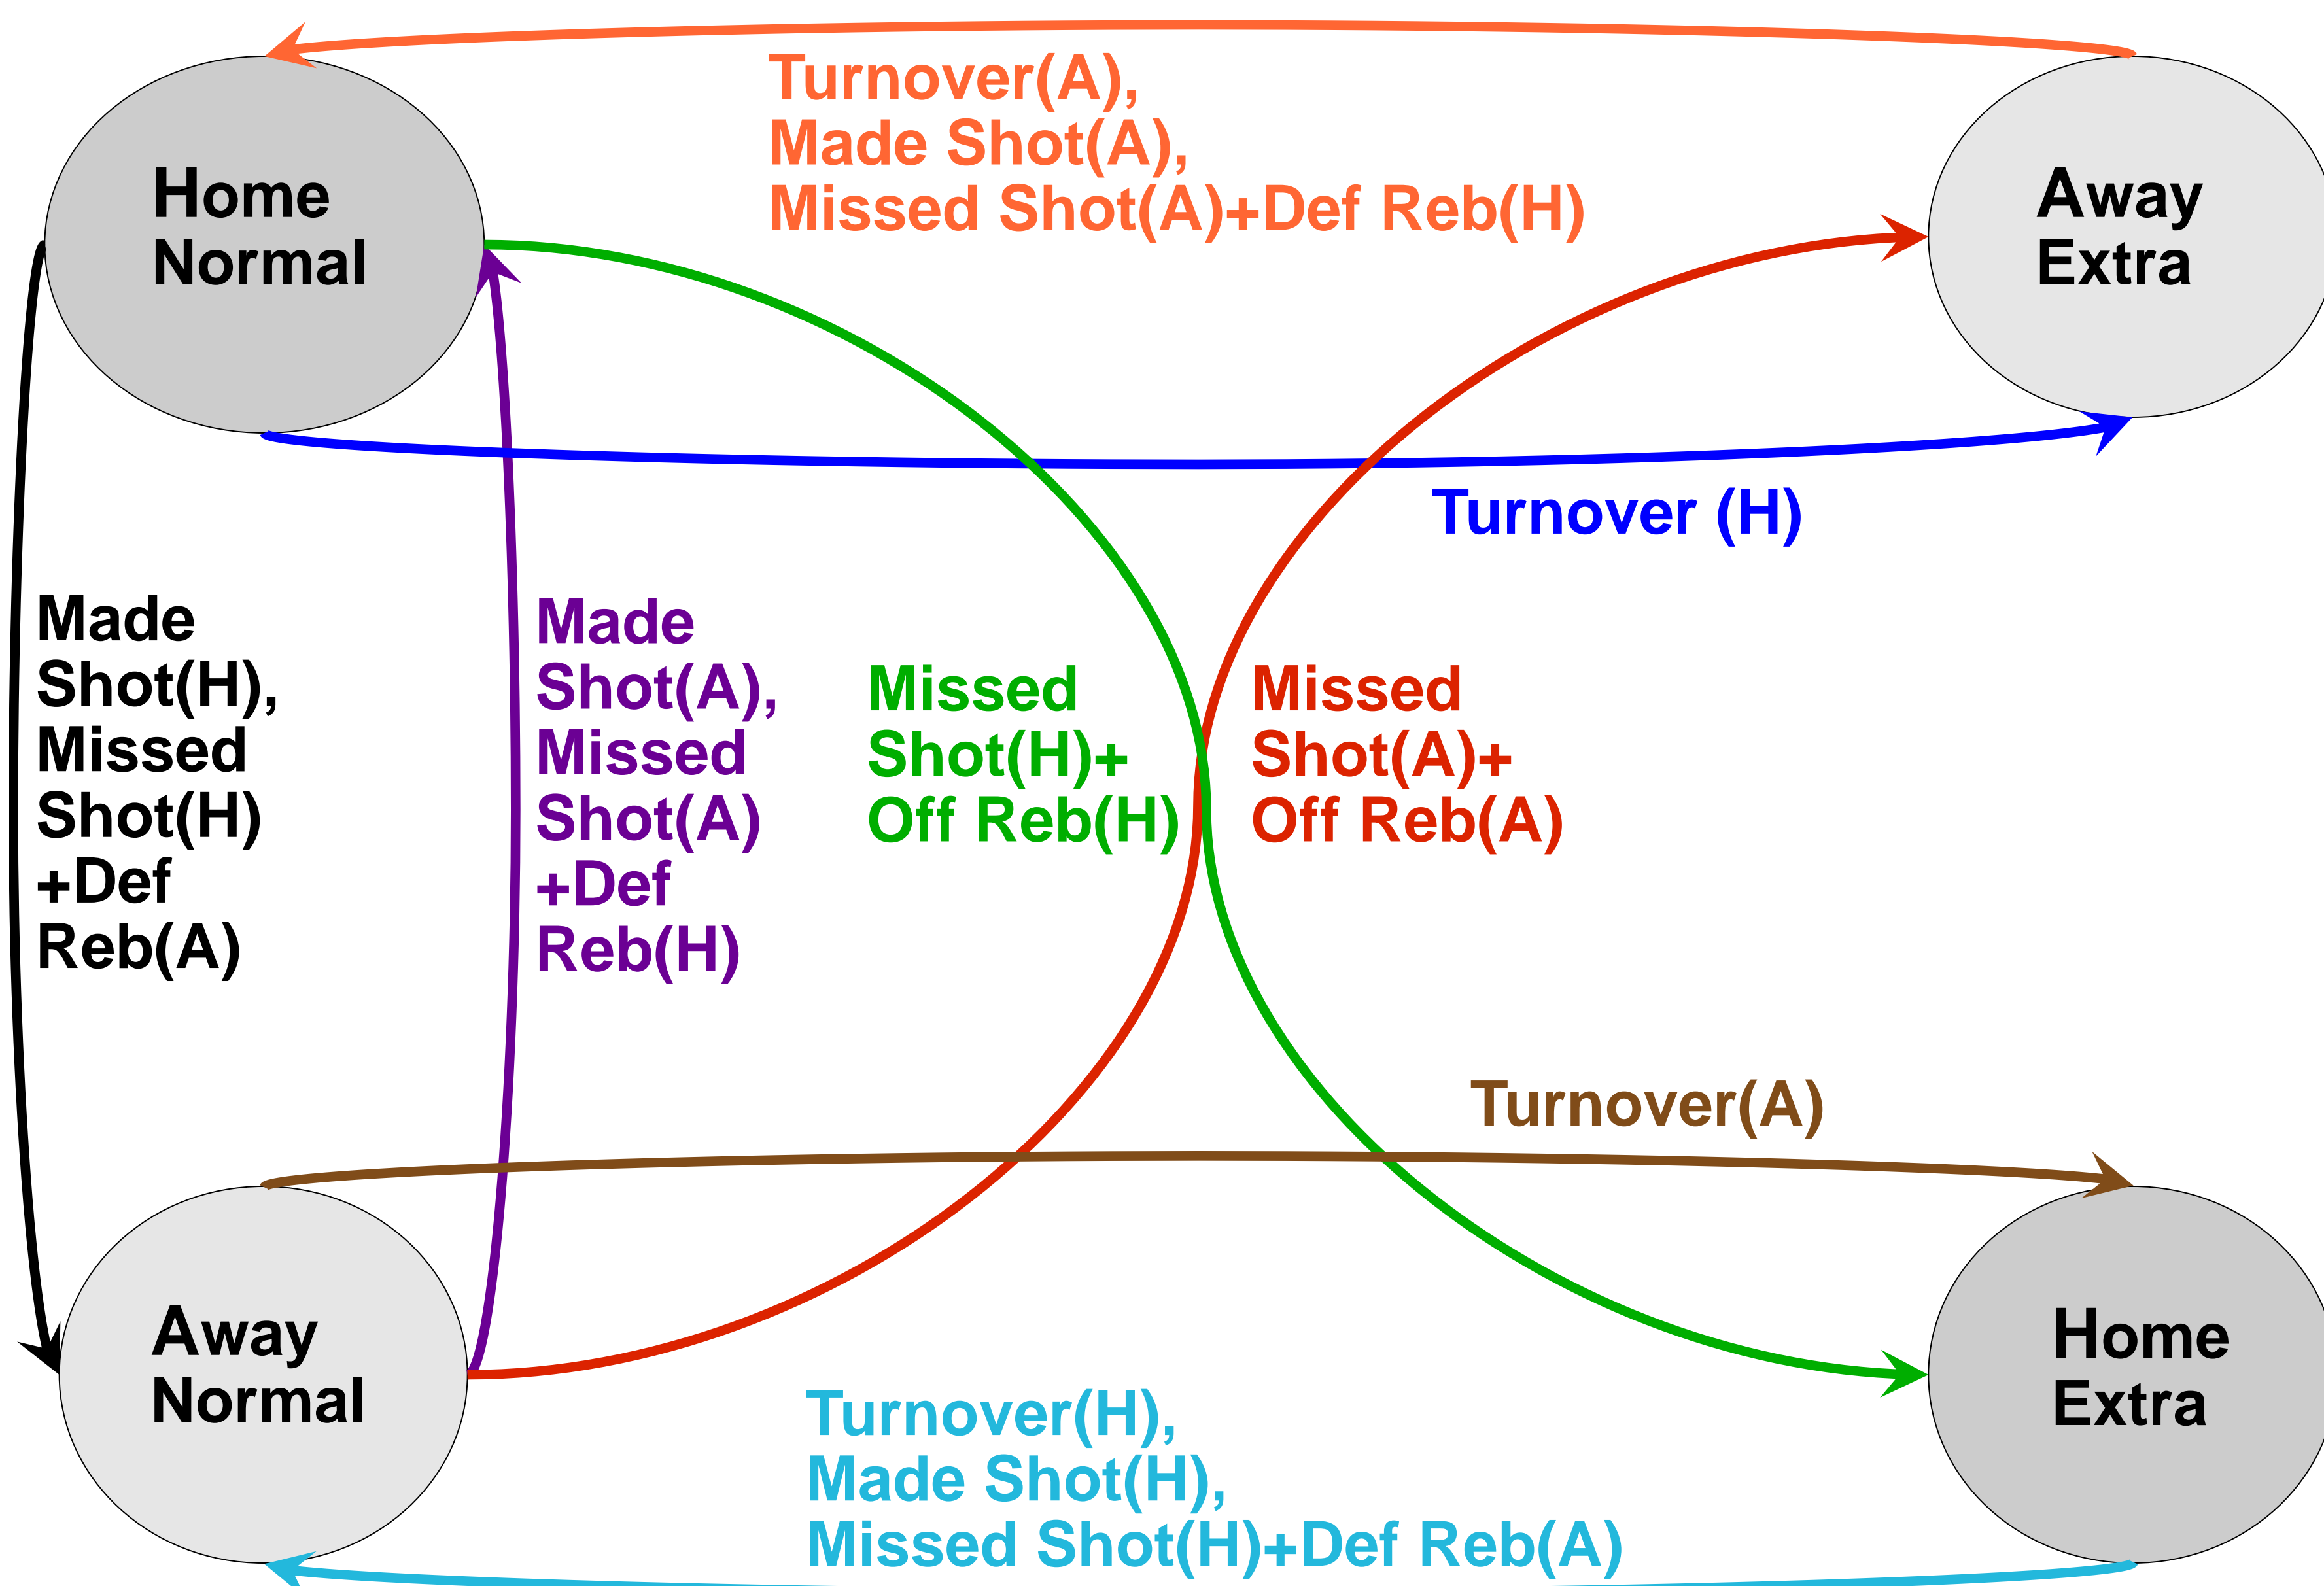 Turnover(A),
Made Shot(A),
Missed Shot(A)+Def Reb(H)
Home
Normal
Away
Extra
Turnover (H)
Made
Shot(H),
Missed
Shot(H)
+Def
Reb(A)
Made
Shot(A),
Missed
Shot(A)
+Def
Reb(H)
Missed
Shot(H)+
Off Reb(H)
Missed
Shot(A)+
Off Reb(A)
Turnover(A)
Away
Normal
Home
Extra
Turnover(H),
Made Shot(H),
Missed Shot(H)+Def Reb(A)